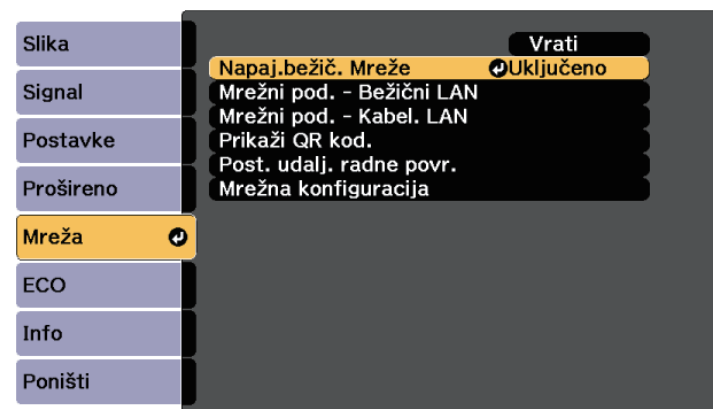 Slika
Signal
Postavke
Prošireno
Mreža
ECO
Info
Poništi
Vrati
Napaj.bežič. Mreže Uključeno
Mrežni pod. - Bežični LAN
Mrežni pod. - Kabel. LAN
Prikaži QR kod.
Post. udalj. radne povr.
Mrežna konfiguracija